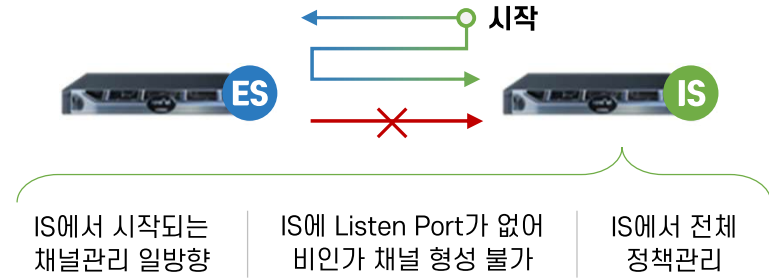 시작
ES
IS
IS에서 시작되는
채널관리 일방향
IS에 Listen Port가 없어
비인가 채널 형성 불가
IS에서 전체
정책관리